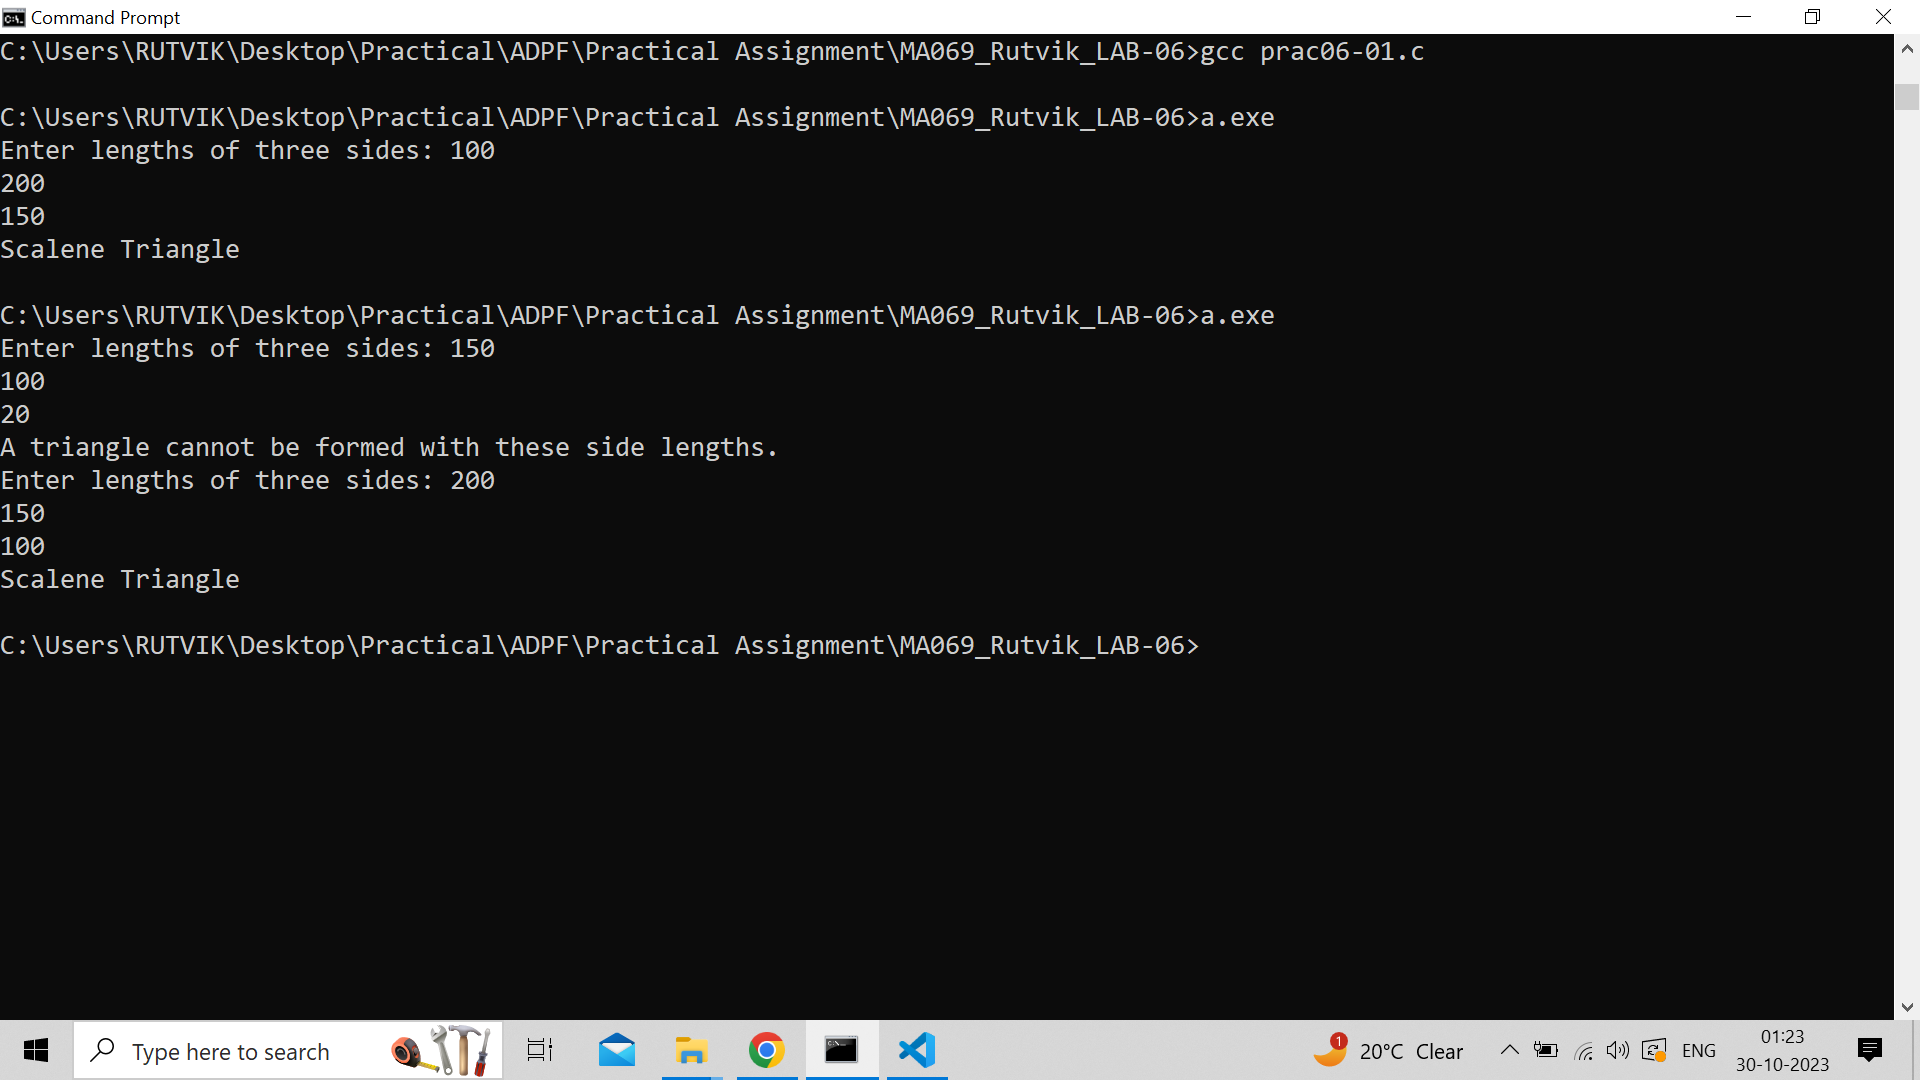 Command Prompt
C:\Users\RUTVIK\Desktop\Practical\ADPF\Practical Assignment\MA069_Rutvik_LAB-06>gcc prac06-01.c
C:\Users\RUTVIK\Desktop\Practical\ADPF\Practical Assignment\MA069_Rutvik_LAB-06>a.exe
Enter lengths of three sides: 100
200
150
Scalene Triangle
C:\Users\RUTVIK\Desktop\Practical\ADPF\Practical Assignment\MA069_Rutvik_LAB-06>a.exe
Enter lengths of three sides: 150
100
20
A triangle cannot be formed with these side lengths.
Enter lengths of three sides: 200
150
100
Scalene Triangle
C:\Users\RUTVIK\Desktop\Practical\ADPF\Practical Assignment\MA069_Rutvik_LAB-06>
Type here to search
1
20°C Clear
ENG
01:23
30-10-2023